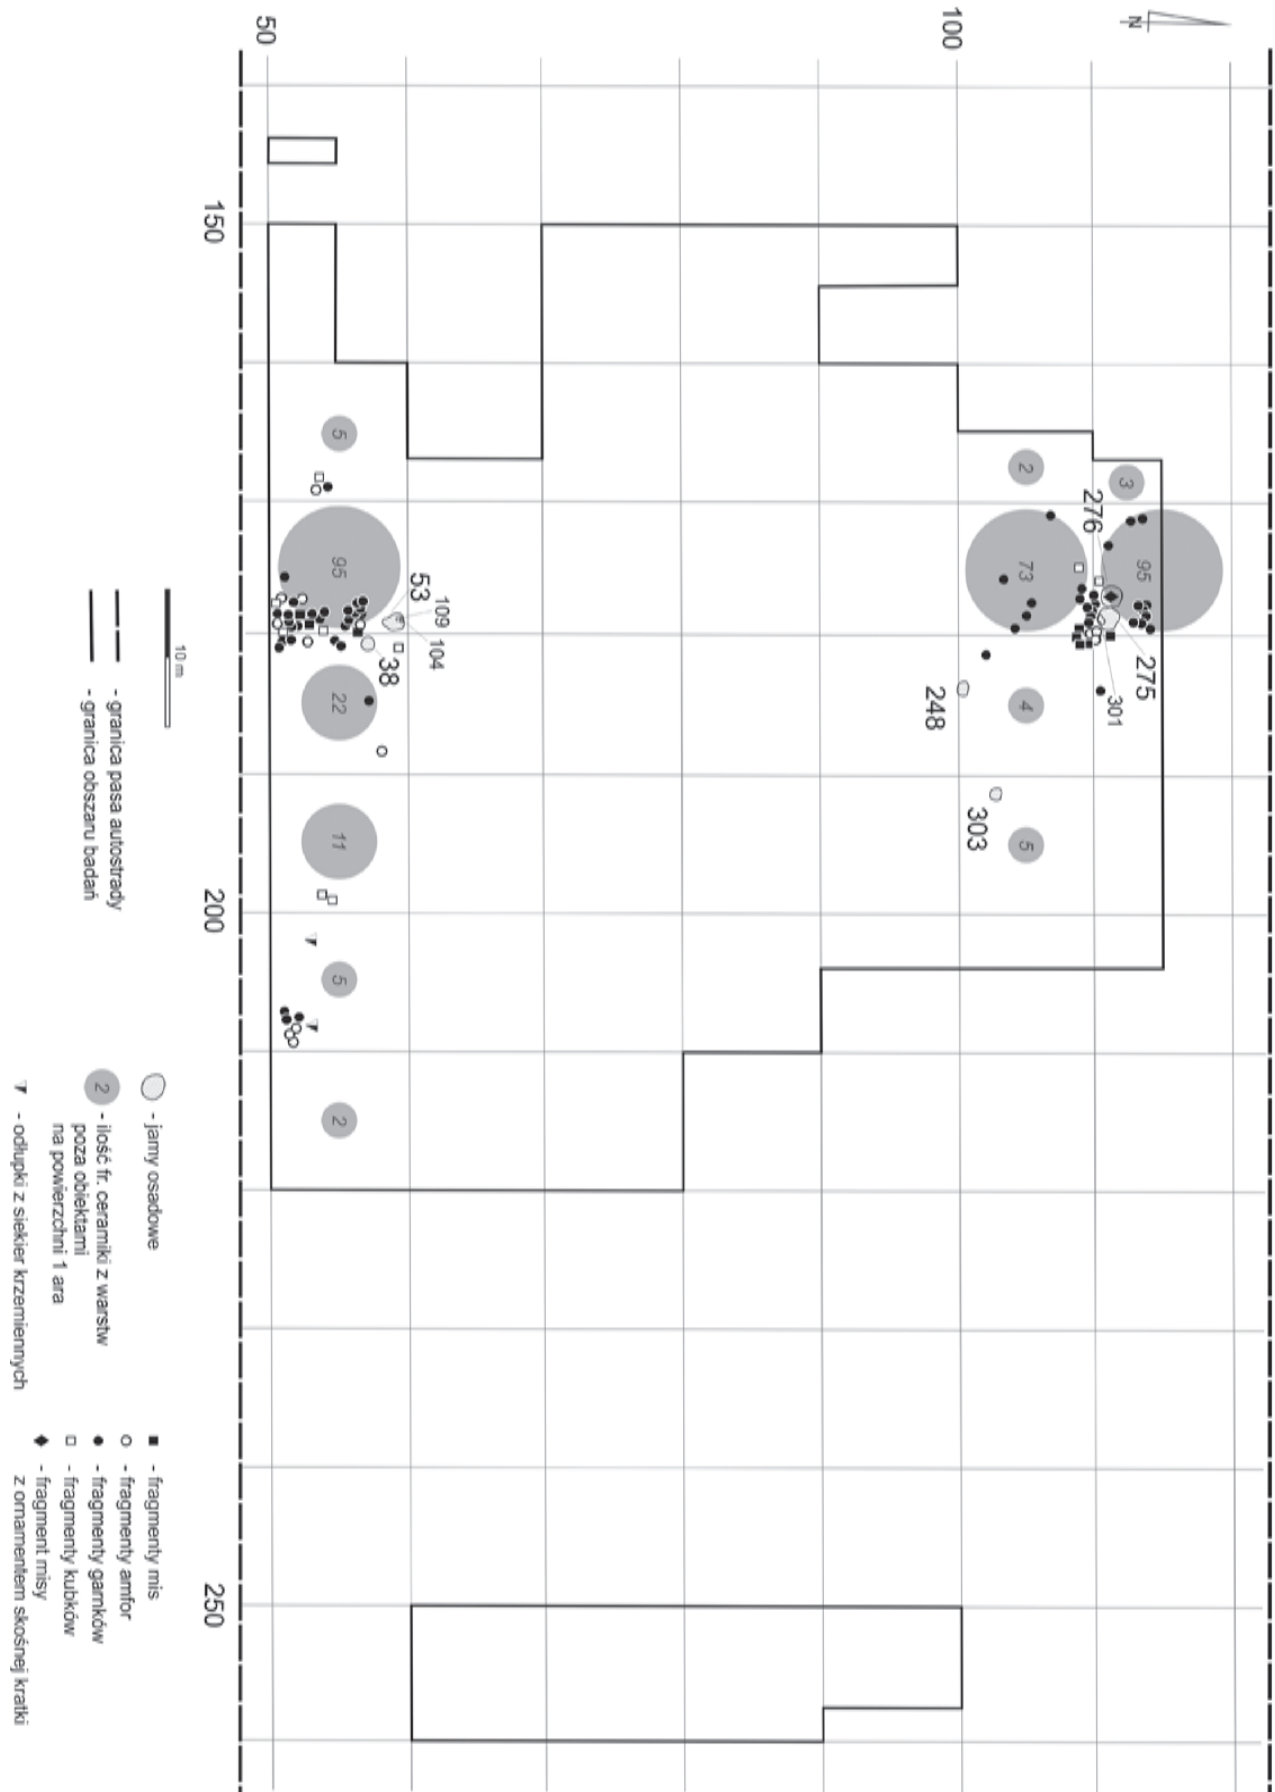 N
50
100
150
200
250
5
95
22
11
5
2
53
109
104
38
2
3
276
73
95
275
301
248
4
303
5
10 m
- granica pasa autostrady
- granica obszaru badań
- jamy osadowe
2
- ilość fr. ceramiki z warstw
poza obiektami
na powierzchni 1 ara
- odłupki z siekier krzemiennych
- fragmenty mis
- fragmenty amfor
- fragmenty garnków
- fragmenty kubków
- fragment misy
z ornamentem skośnej kratki